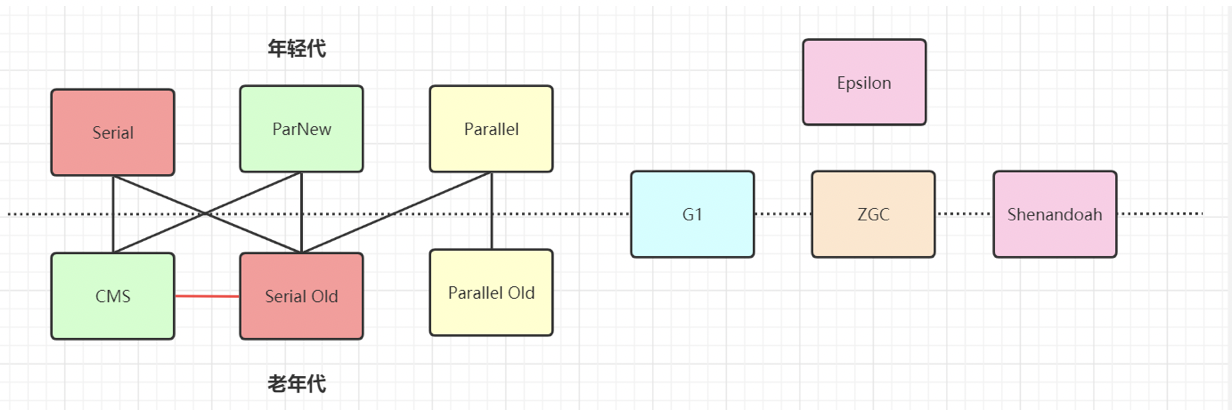 年轻代
Epsilon
Serial
ParNew
Parallel
G1
ZGC
Shenandoah
CMS
Serial Old
Parallel Old
老年代